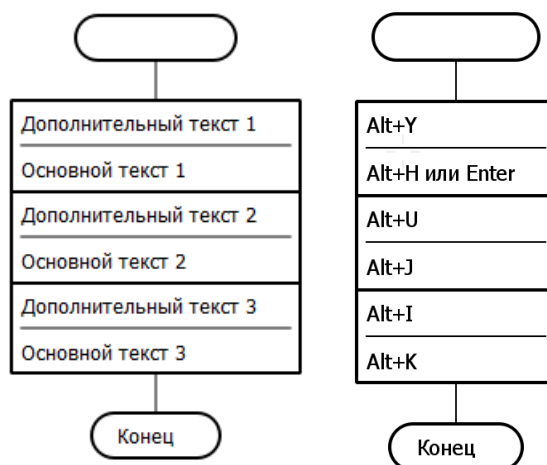 Дополнительный текст 1
Основной текст 1
Дополнительный текст 2
Основной текст 2
Дополнительный текст 3
Основной текст 3
Конец
Alt+Y
Alt+H или Enter
Alt+U
Alt+J
Alt+I
Alt+K
Конец